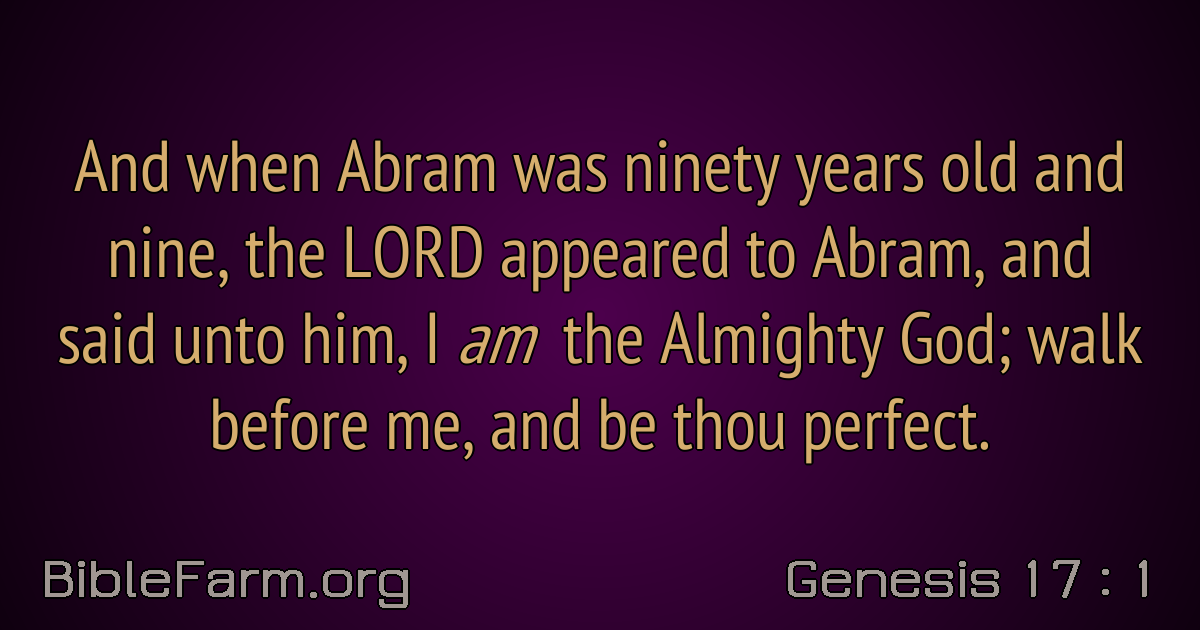 And when Abram was ninety years old and
nine, the LORD appeared to Abram, and
said unto him, I am the Almighty God; walk
before me, and be thou perfect.
BibleFarm.org
Genesis 17 : 1